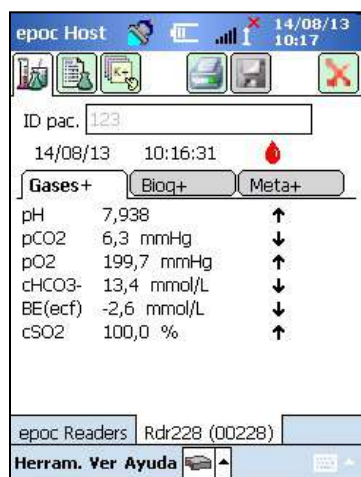 epoc Host 14/08/13
10:17
ID pac. 123
14/08/13 10:16:31
Gases+ Bioq+ Meta+
pH 7,938 ↑
pCO2 6,3 mmHg ↓
pO2 199,7 mmHg ↑
cHCO3- 13,4 mmol/L ↓
BE(ecf) -2,6 mmol/L ↓
cSO2 100,0 % ↑
epoc Readers Rdr228 (00228)
Herram. Ver Ayuda